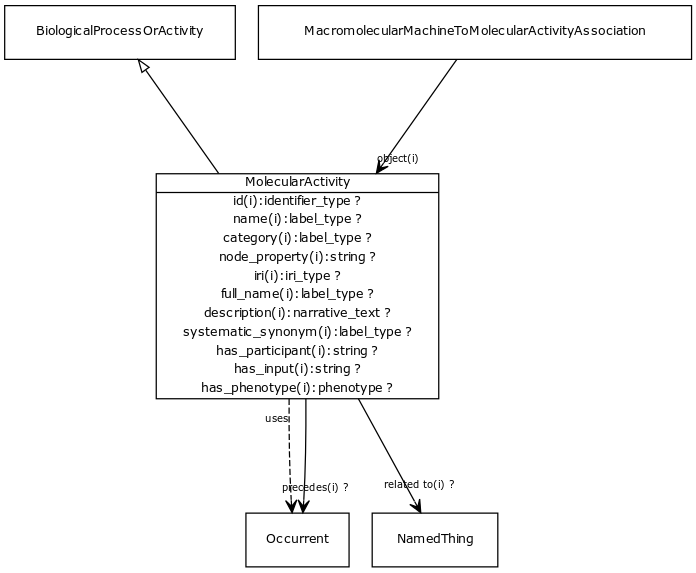 BiologicalProcessOrActivity
MacromolecularMachineToMolecularActivityAssociation
object(i)
MolecularActivity
id(i):identifier_type ?
name(i):label_type ?
category(i):label_type ?
node_property(i):string ?
iri(i):iri_type ?
full_name(i):label_type ?
description(i):narrative_text ?
systematic_synonym(i):label_type ?
has_participant(i):string ?
has_input(i):string ?
has_phenotype(i):phenotype ?
uses
precedes(i) ?
related to(i) ?
Occurrent
NamedThing